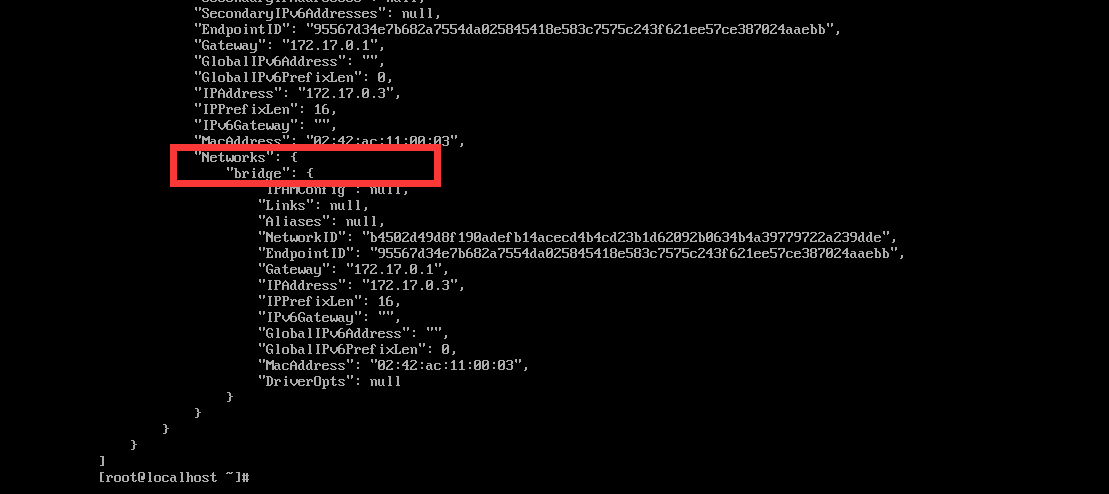 "SecondaryIPv6Addresses": null,
"EndpointID": "95567d34e7b682a7554da025845418e583c7575c243f621ee57ce387024aaebb",
"Gateway": "172.17.0.1",
"GlobalIPv6Address": "",
"GlobalIPv6PrefixLen": 0,
"IPAddress": "172.17.0.3",
"IPPrefixLen": 16,
"IPv6Gateway": "",
"MacAddress": "02:42:ac:11:00:03",
"Networks": {
"bridge": {
"IPAMConfig": null,
"Links": null,
"Aliases": null,
"NetworkID": "b4502d49d8f190adefb14acecd4b4cd23b1d62092b0634b4a39779722a239dde",
"EndpointID": "95567d34e7b682a7554da025845418e583c7575c243f621ee57ce387024aaebb",
"Gateway": "172.17.0.1",
"IPAddress": "172.17.0.3",
"IPPrefixLen": 16,
"IPv6Gateway": "",
"GlobalIPv6Address": "",
"GlobalIPv6PrefixLen": 0,
"MacAddress": "02:42:ac:11:00:03",
"DriverOpts": null
}
}
}
}
]
[root@localhost ~]#